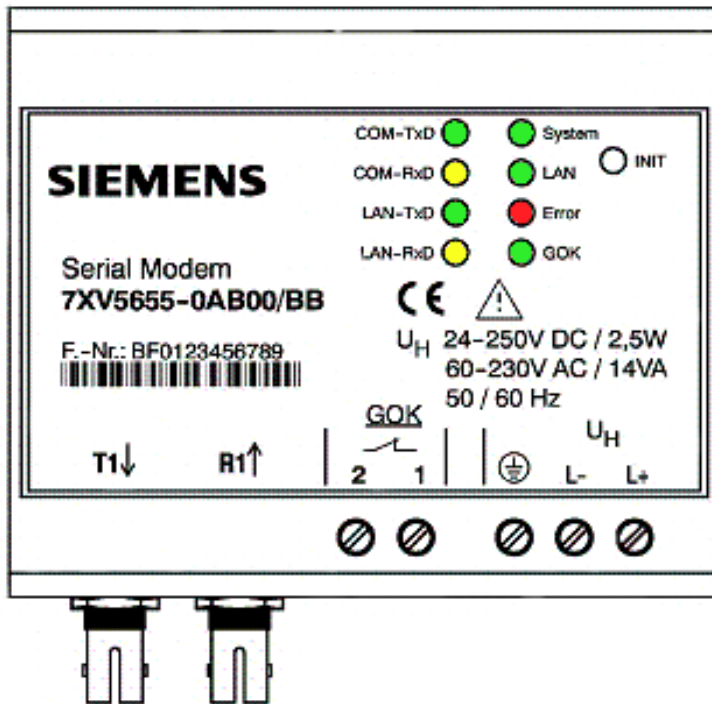 COM-TxD System
COM-RxD LAN INIT
LAN-TxD Error
LAN-RxD GOK
SIEMENS
Serial Modem
7XV5655-0AB00/BB
F.-Nr.: BF0123456789
CE
UH 24-250V DC / 2,5W
60-230V AC / 14VA
50 / 60 Hz
GOK
UH
T1↓ R1↑ 2 1 L- L+